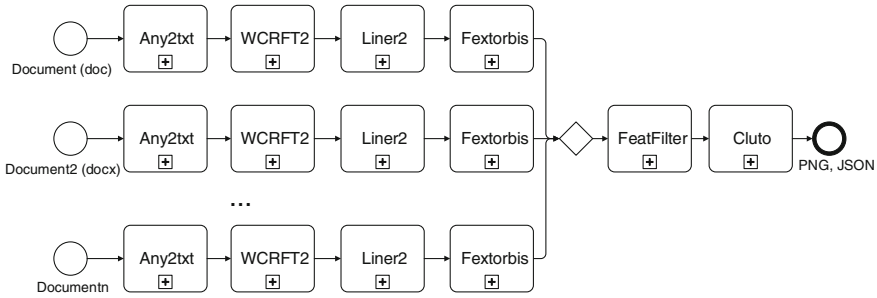 Any2txt WCRFT2 Liner2 Fextorbis
Document (doc)
Any2txt WCRFT2 Liner2 Fextorbis FeatFilter Cluto
Document2 (docx)
PNG, JSON
...
Any2txt WCRFT2 Liner2 Fextorbis
Documentn